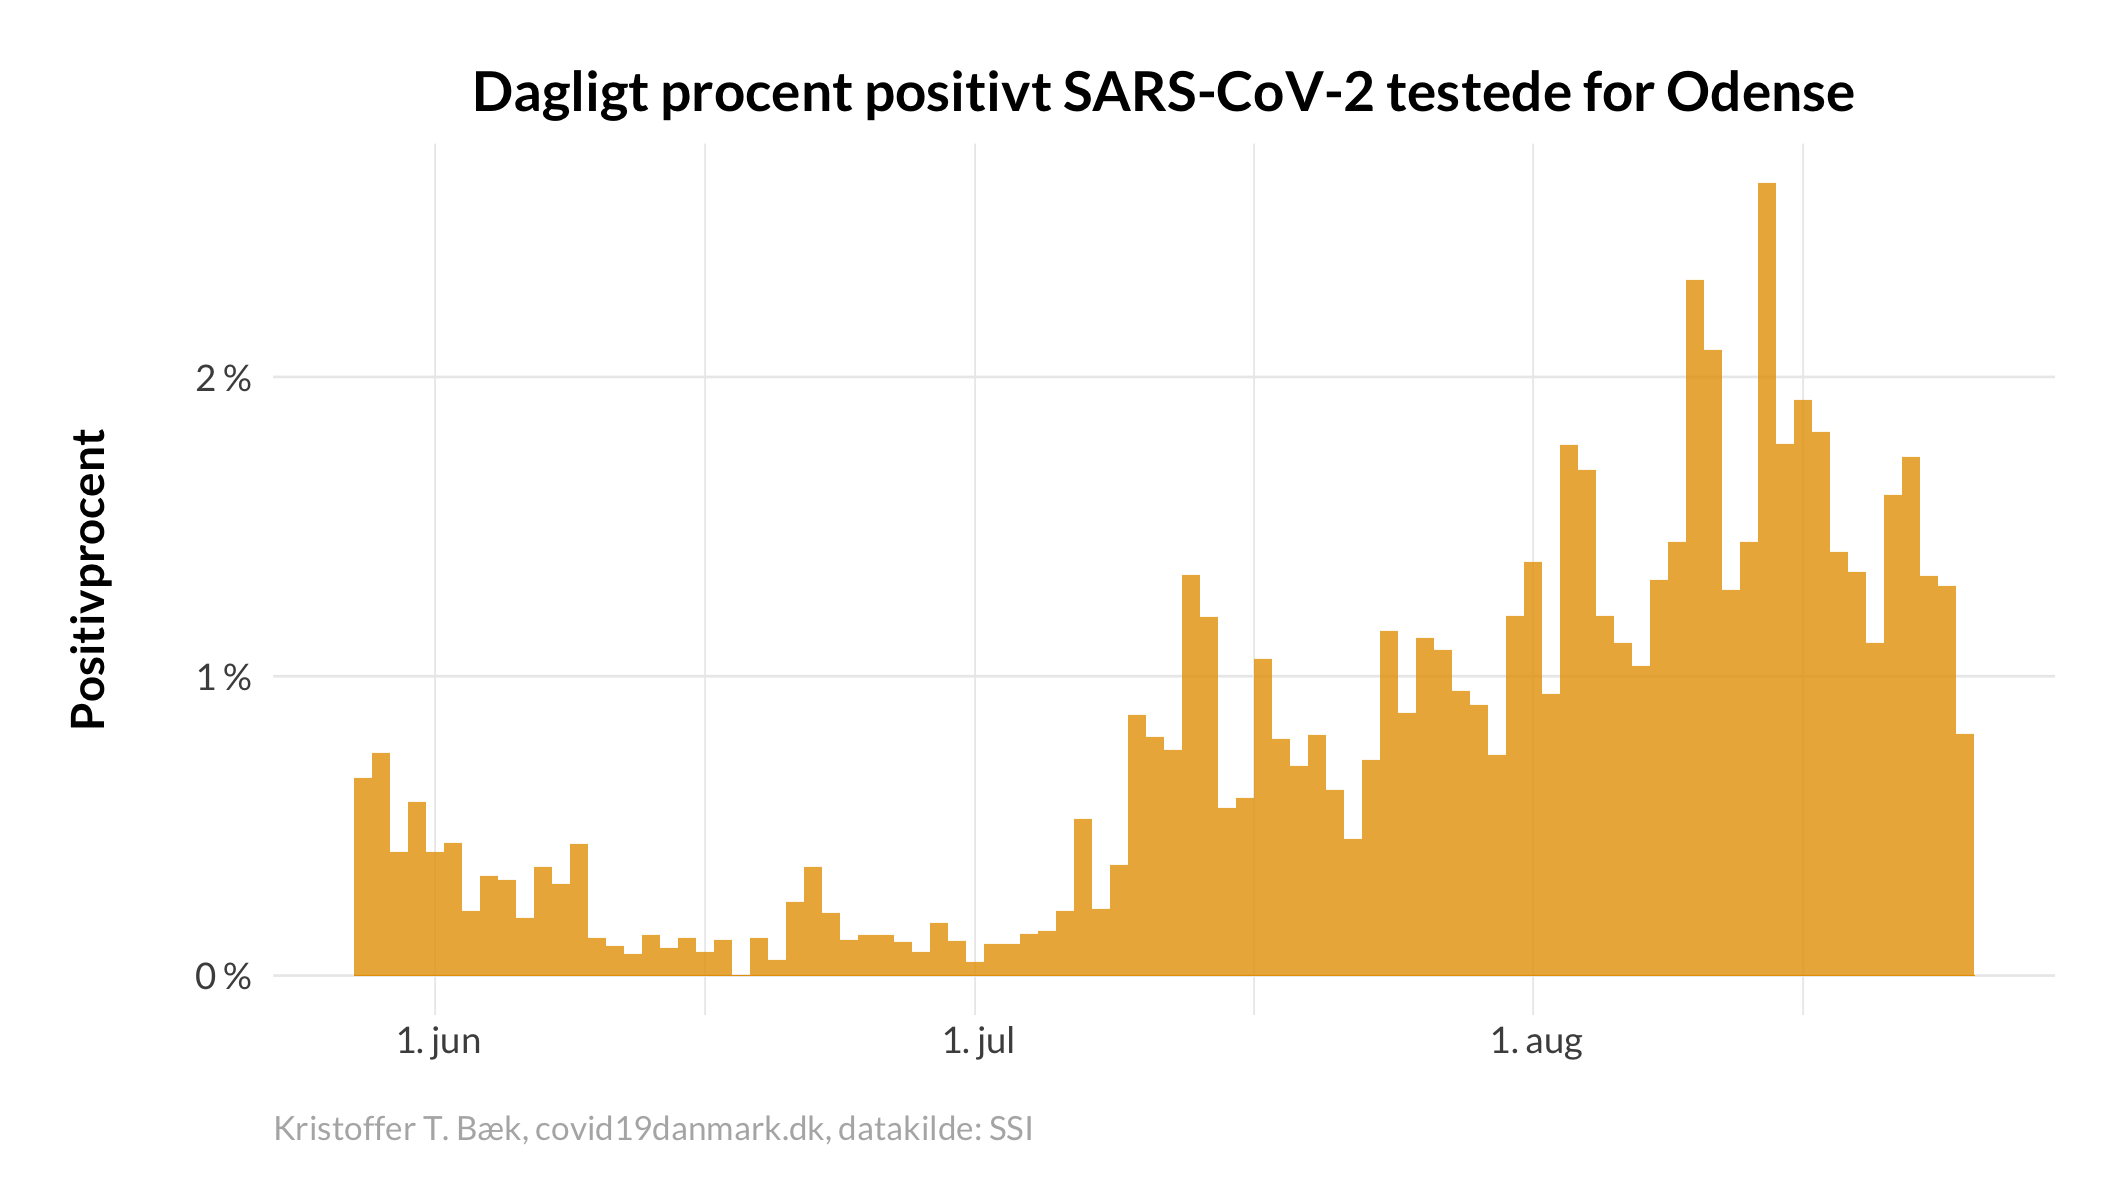 Dagligt procent positivt SARS-CoV-2 testede for Odense
Positivprocent
2 %
1 %
0 %
1. jun
1. jul
1. aug
Kristoffer T. Bæk, covid19danmark.dk, datakilde: SSI